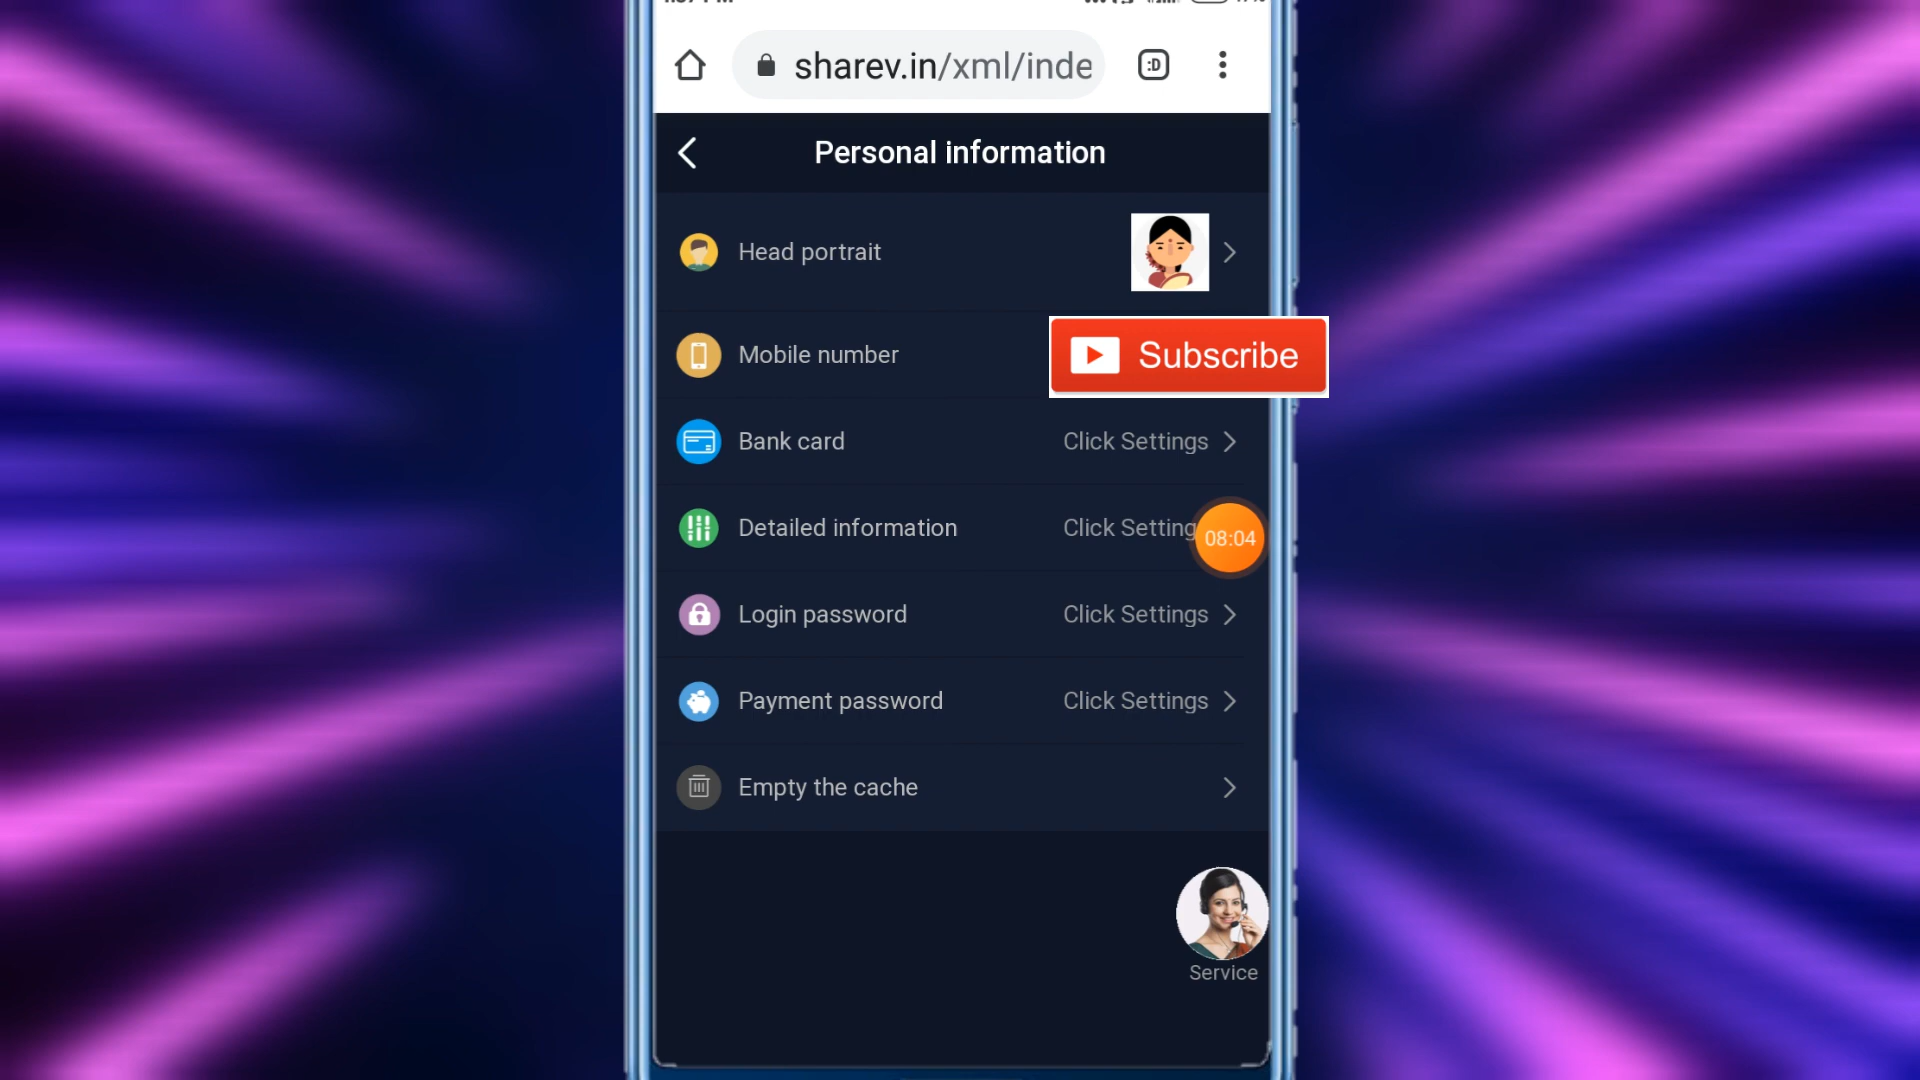 sharev.in/xml/inde
:D
Personal information
Head portrait
Mobile number
Subscribe
Bank card Click Settings
Detailed information Click Setting
08:04
Login password Click Settings
Payment password Click Settings
Empty the cache
Service